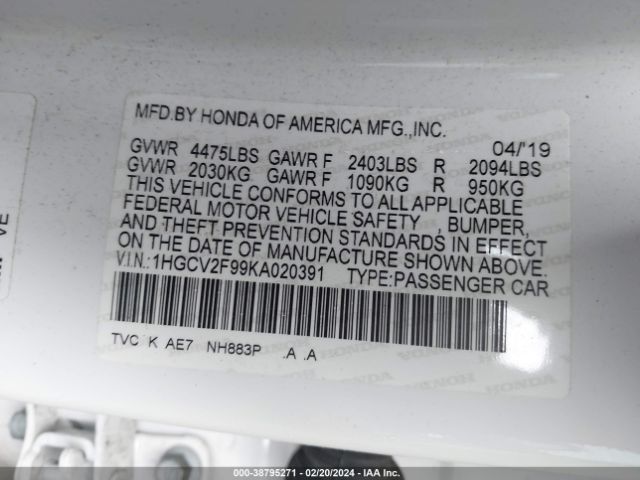 MFD.BY HONDA OF AMERICA MFG.,INC. 04/'19
GVWR 4475LBS GAWR F 2403LBS R 2094LBS
GVWR 2030KG GAWR F 1090KG R 950KG
THIS VEHICLE CONFORMS TO ALL APPLICABLE
FEDERAL MOTOR VEHICLE SAFETY , BUMPER,
AND THEFT PREVENTION STANDARDS IN EFFECT
ON THE DATE OF MANUFACTURE SHOWN ABOVE.
V.I.N.:1HGCV2F99KA020391 TYPE:PASSENGER CAR
TVC K AE7 NH883P .A .A
VE
000-38795271 | 02/20/2024 | IAA Inc.